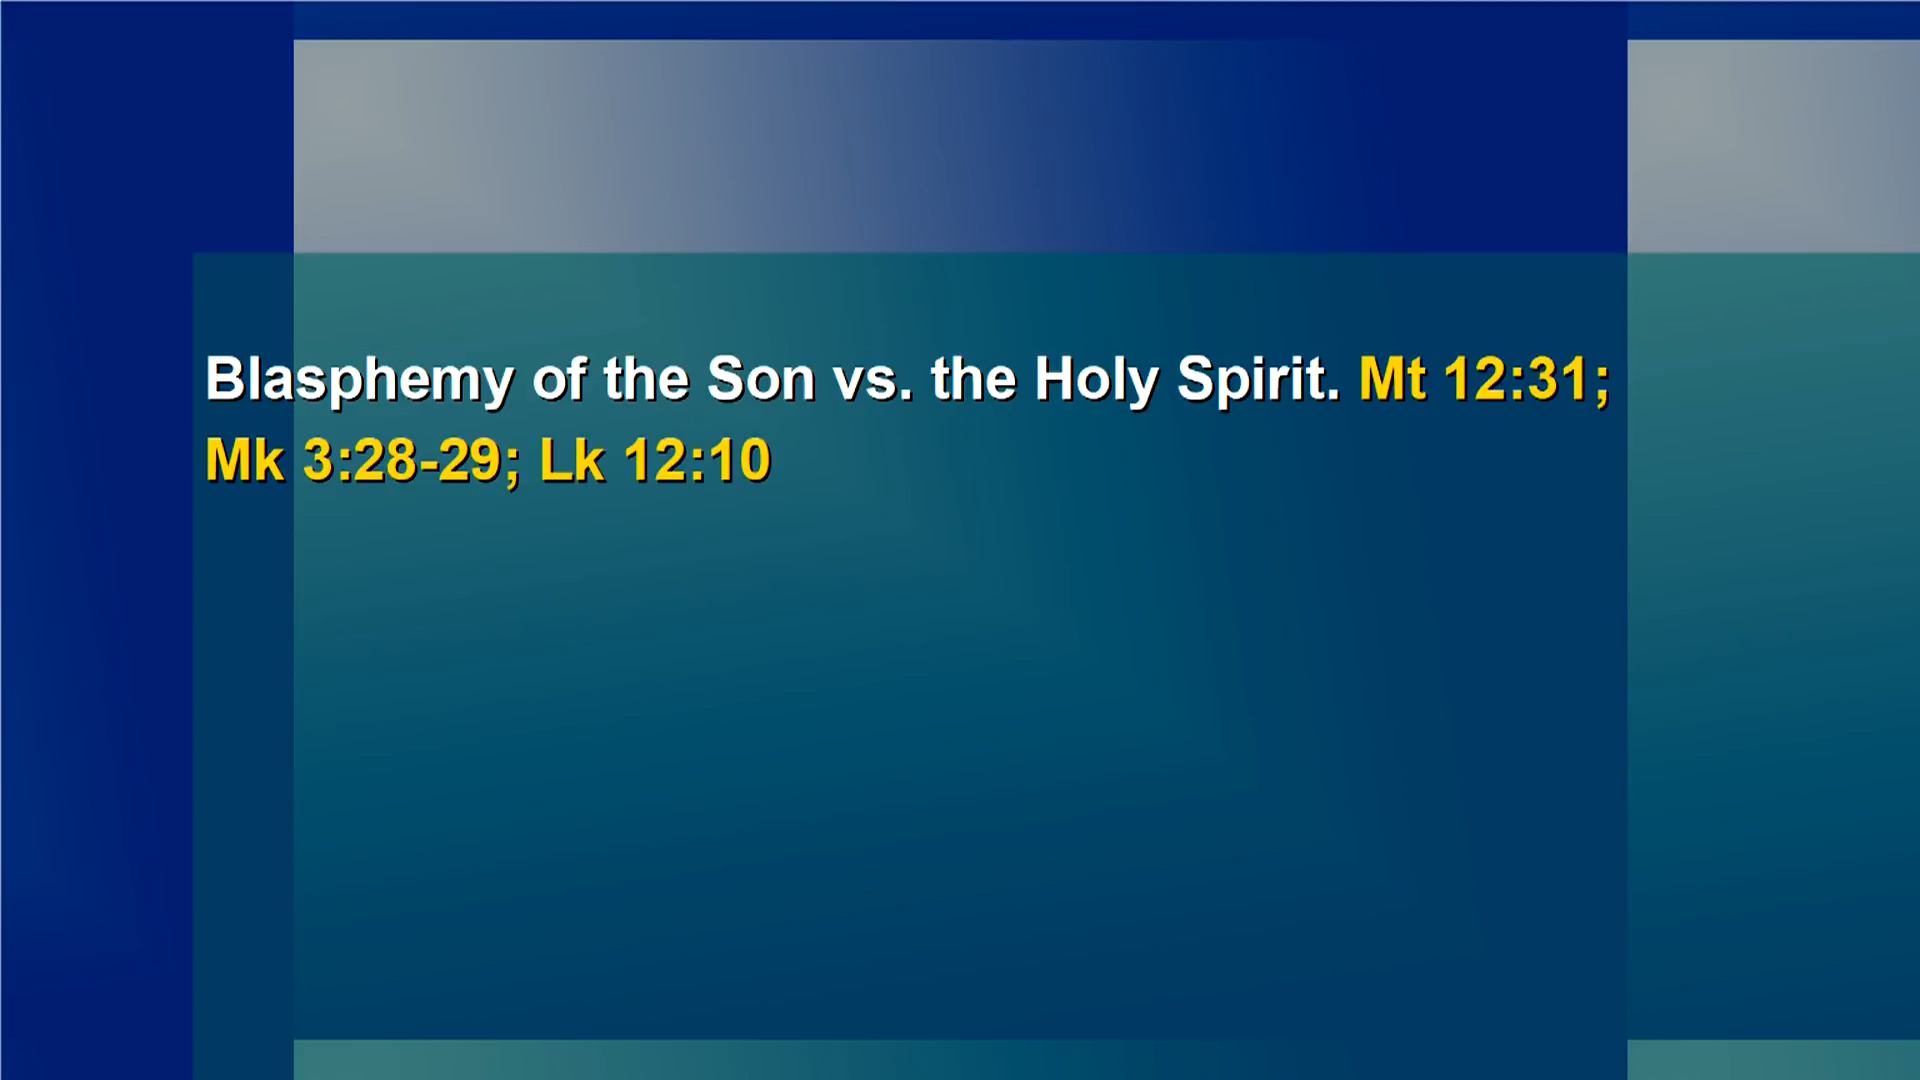 Blasphemy of the Son vs. the Holy Spirit. Mt 12:31;
Mk 3:28-29; Lk 12:10